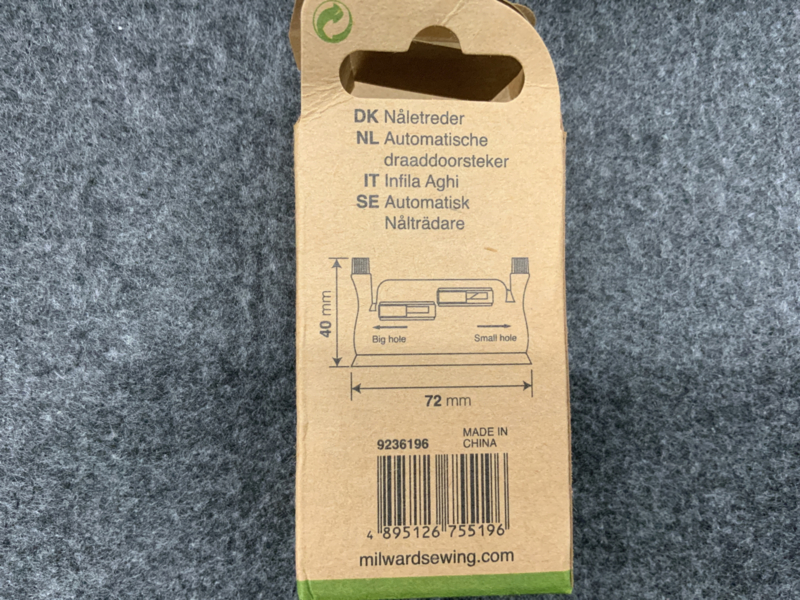 DK Nåletreder
NL Automatische
draaddoorsteker
IT Infila Aghi
SE Automatisk
Nålträdare
40 mm
Big hole
Small hole
72 mm
9236196
MADE IN
CHINA
4 895126 755196
milwardsewing.com